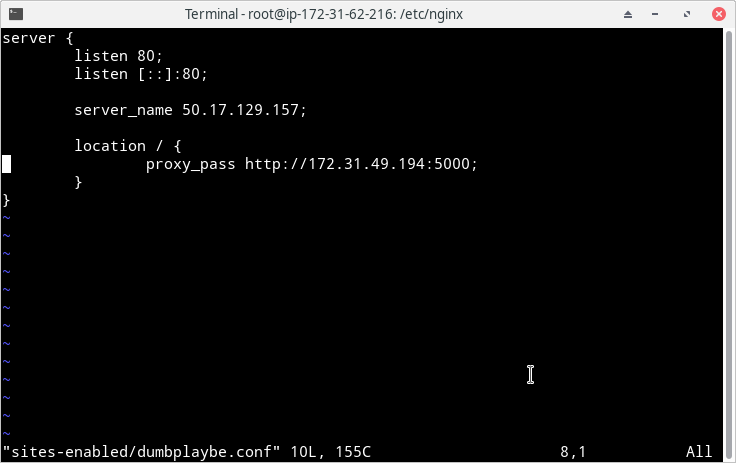 Terminal - root@ip-172-31-62-216: /etc/nginx
server {
        listen 80;
        listen [::]:80;
        server_name 50.17.129.157;
        location / {
                proxy_pass http://172.31.49.194:5000;
        }
}
~
~
~
~
~
~
~
~
~
~
~
~
~
"sites-enabled/dumbplaybe.conf" 10L, 155C 8,1 All